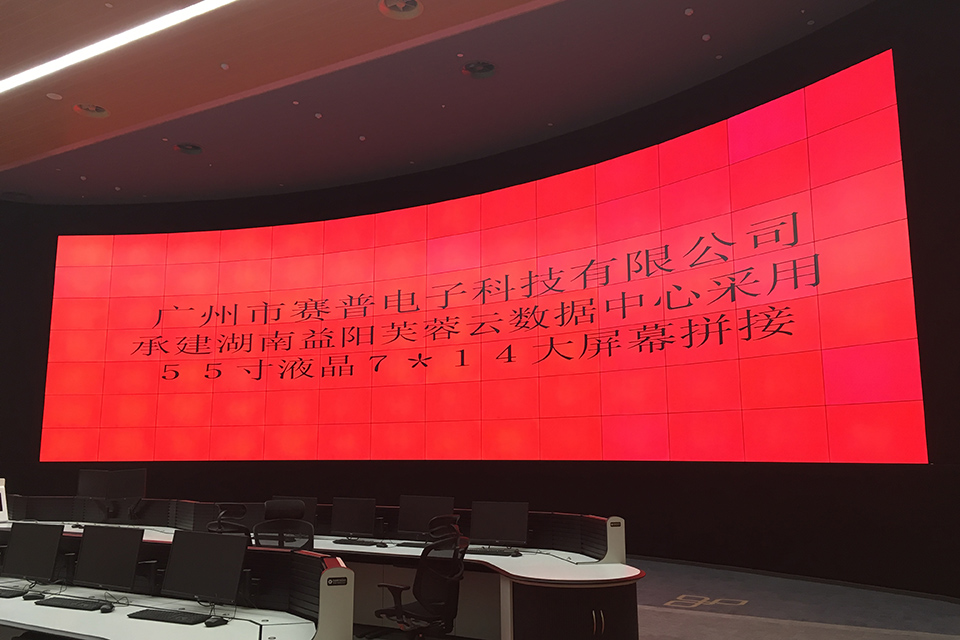 广州市赛普电子科技有限公司
承建湖南益阳芙蓉云数据中心采用
55寸液晶7*14大屏幕拼接